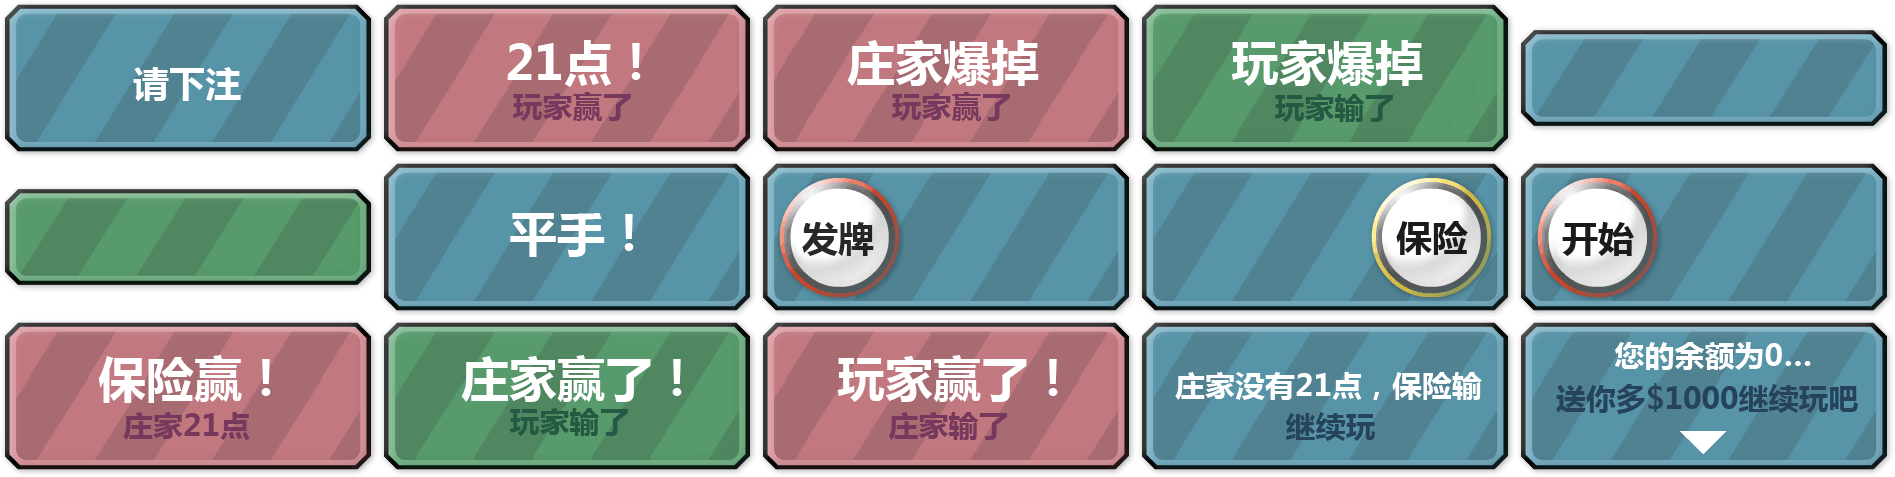 请下注
21点！
玩家赢了
庄家爆掉
玩家赢了
玩家爆掉
玩家输了
平手！
发牌
保险
开始
保险赢！
庄家21点
庄家赢了！
玩家输了
玩家赢了！
庄家输了
庄家没有21点，保险输
继续玩
您的余额为0...
送你多$1000继续玩吧